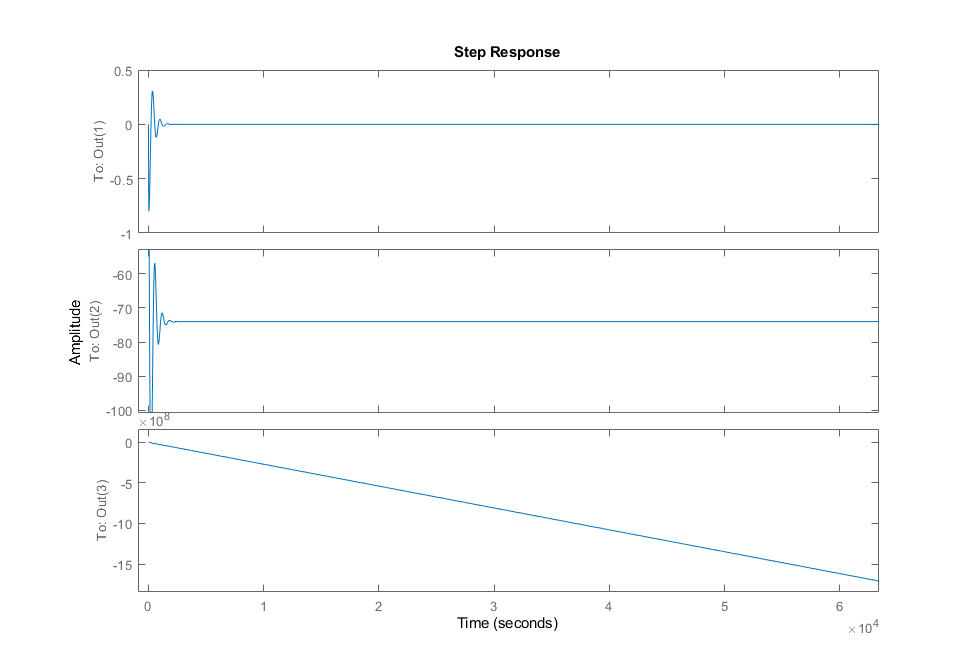 Step Response
0.5
0
-0.5
-1
To: Out(1)
-60
-70
-80
-90
-100
Amplitude
To: Out(2)
×10^8
0
-5
-10
-15
To: Out(3)
0 1 2 3 4 5 6
Time (seconds)
×10^4